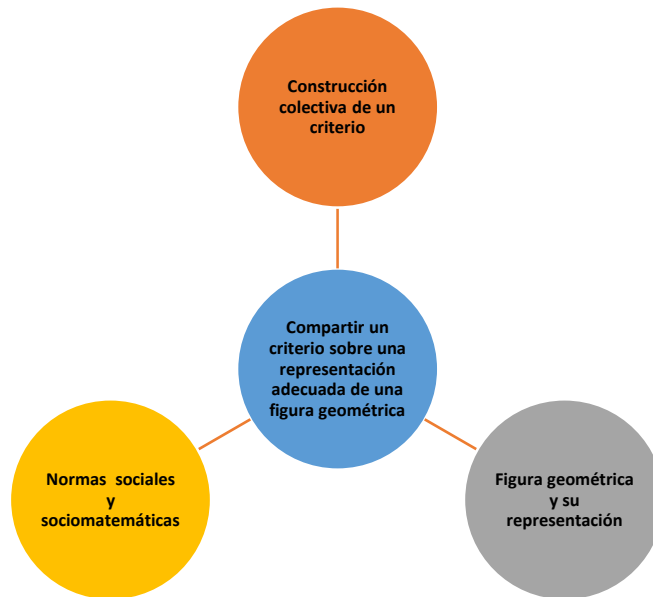 Construcción
colectiva de un
criterio
Compartir un
criterio sobre una
representación
adecuada de una
figura geométrica
Normas sociales
y
sociomatemáticas
Figura geométrica
y su
representación